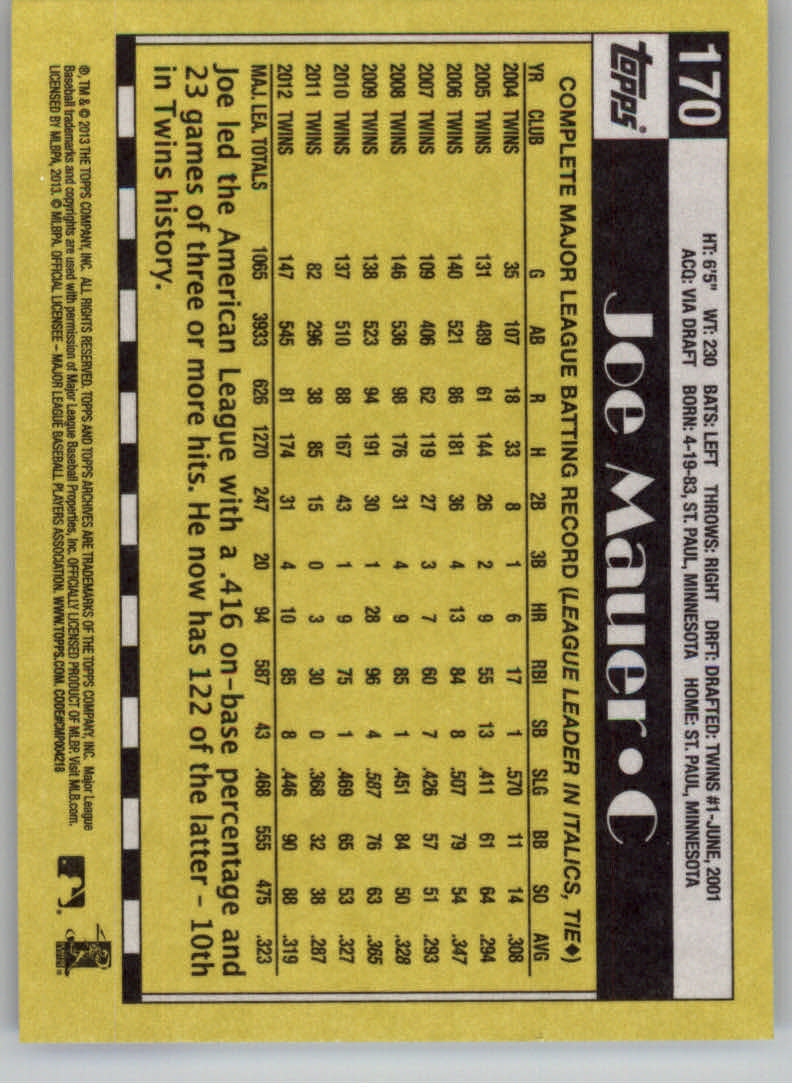 170
topps®
HT: 6'5" WT: 230 BATS: LEFT THROWS: RIGHT DRFT: DRAFTED: TWINS #1-JUNE, 2001
ACQ: VIA DRAFT BORN: 4-19-83, ST. PAUL, MINNESOTA HOME: ST. PAUL, MINNESOTA
Joe Mauer • C
COMPLETE MAJOR LEAGUE BATTING RECORD (LEAGUE LEADER IN ITALICS, TIE♦)
YR CLUB G AB R H 2B 3B HR RBI SB SLG BB SO AVG
2004 TWINS 35 107 18 33 8 1 6 17 1 .570 11 14 .308
2005 TWINS 131 489 61 144 26 2 9 55 13 .411 61 64 .294
2006 TWINS 140 521 86 181 36 4 13 84 8 .507 79 54 .347
2007 TWINS 109 406 62 119 27 3 7 60 7 .426 57 51 .293
2008 TWINS 146 536 98 176 31 4 9 85 1 .451 84 50 .328
2009 TWINS 138 523 94 191 30 1 28 96 4 .587 76 63 .365
2010 TWINS 137 510 88 167 43 1 9 75 1 .469 65 53 .327
2011 TWINS 82 296 38 85 15 0 3 30 0 .368 32 38 .287
2012 TWINS 147 545 81 174 31 4 10 85 8 .446 90 88 .319
MAJ. LEA. TOTALS 1065 3933 626 1270 247 20 94 587 43 .468 555 475 .323
Joe led the American League with a .416 on-base percentage and
23 games of three or more hits. He now has 122 of the latter – 10th
in Twins history.
®, TM & © 2013 THE TOPPS COMPANY, INC. ALL RIGHTS RESERVED. TOPPS AND TOPPS ARCHIVES ARE TRADEMARKS OF THE TOPPS COMPANY, INC. Major League
Baseball trademarks and copyrights are used with permission of Major League Baseball Properties, Inc. OFFICIALLY LICENSED PRODUCT OF MLBP. Visit MLB.com.
LICENSED BY MLBPA, 2013. © MLBPA. OFFICIAL LICENSEE – MAJOR LEAGUE BASEBALL PLAYERS ASSOCIATION. WWW.TOPPS.COM. CODE#CMP004218